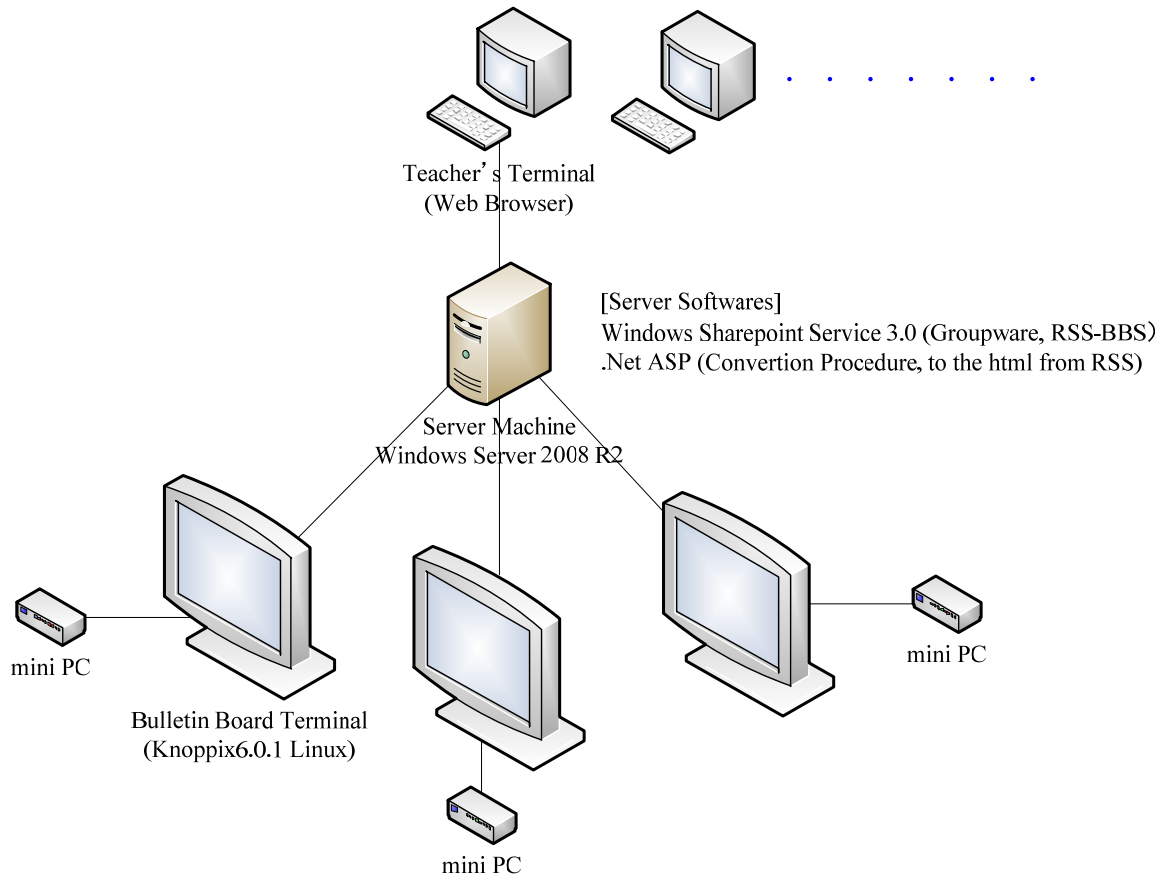 Teacher’s Terminal
(Web Browser)
[Server Softwares]
Windows Sharepoint Service 3.0 (Groupware, RSS-BBS）
.Net ASP (Convertion Procedure, to the html from RSS)
Server Machine
Windows Server 2008 R2
mini PC
mini PC
Bulletin Board Terminal
(Knoppix6.0.1 Linux)
mini PC